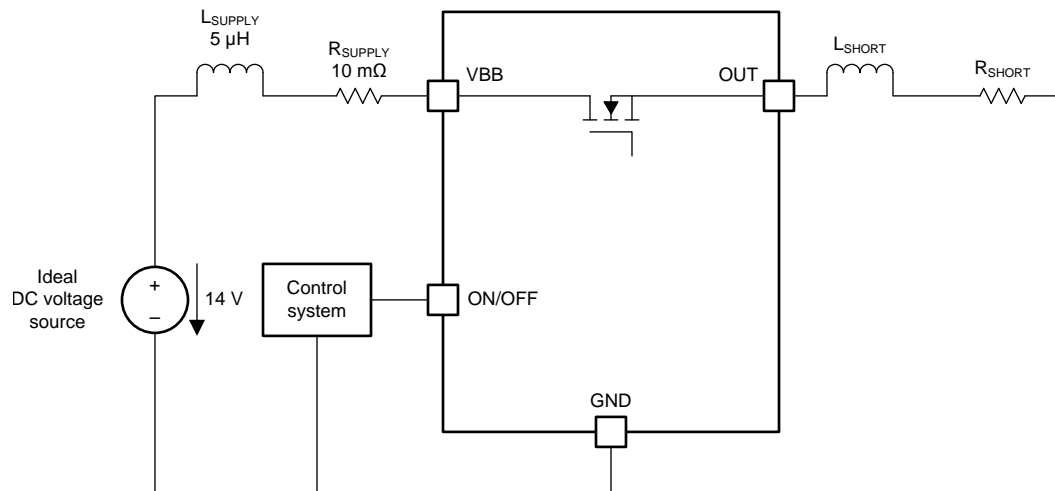 LSUPPLY
5 µH
RSUPPLY
10 mΩ
VBB
OUT
LSHORT
RSHORT
Ideal
DC voltage
source
+
–
14 V
Control
system
ON/OFF
GND